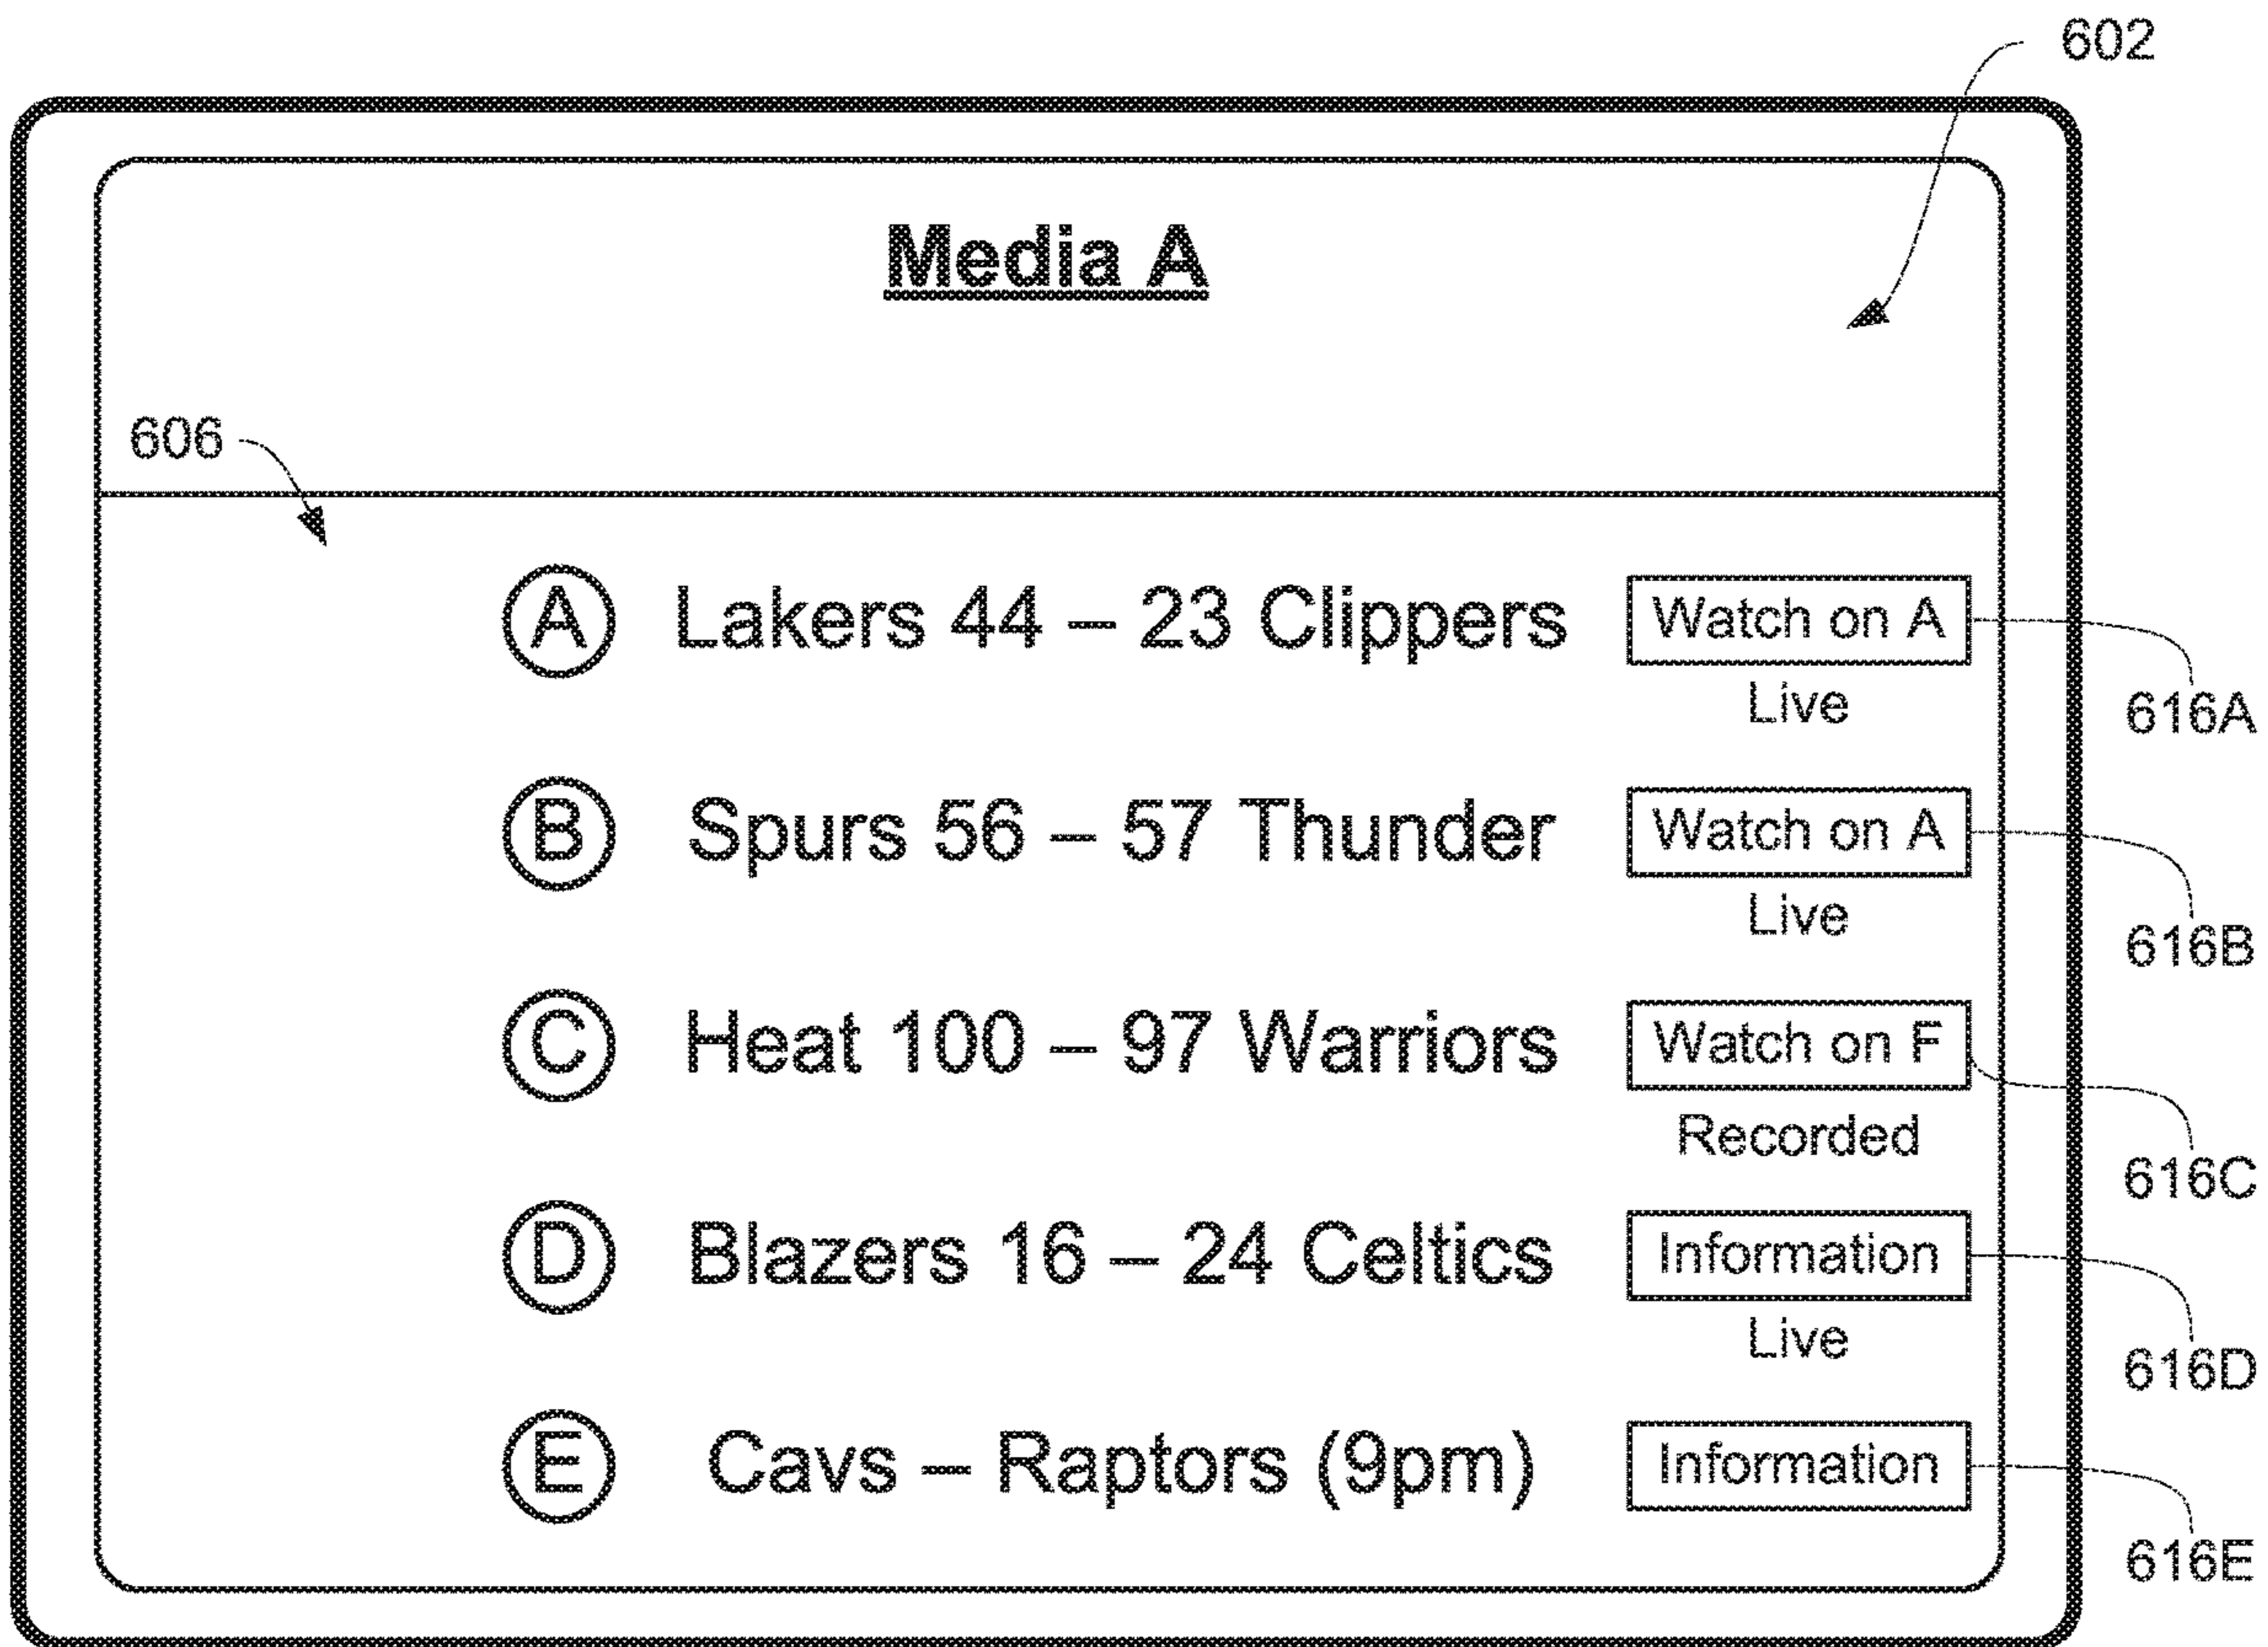 602
Media A
606
A Lakers 44 – 23 Clippers Watch on A
Live
616A
B Spurs 56 – 57 Thunder Watch on A
Live
616B
C Heat 100 – 97 Warriors Watch on F
Recorded
616C
D Blazers 16 – 24 Celtics Information
Live
616D
E Cavs – Raptors (9pm) Information
616E